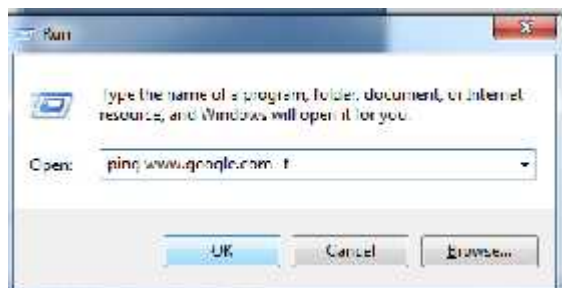 Run
Type the name of a program, folder, document, or Internet
resource, and Windows will open it for you.
Open: ping www.google.com -t
OK Cancel Browse...